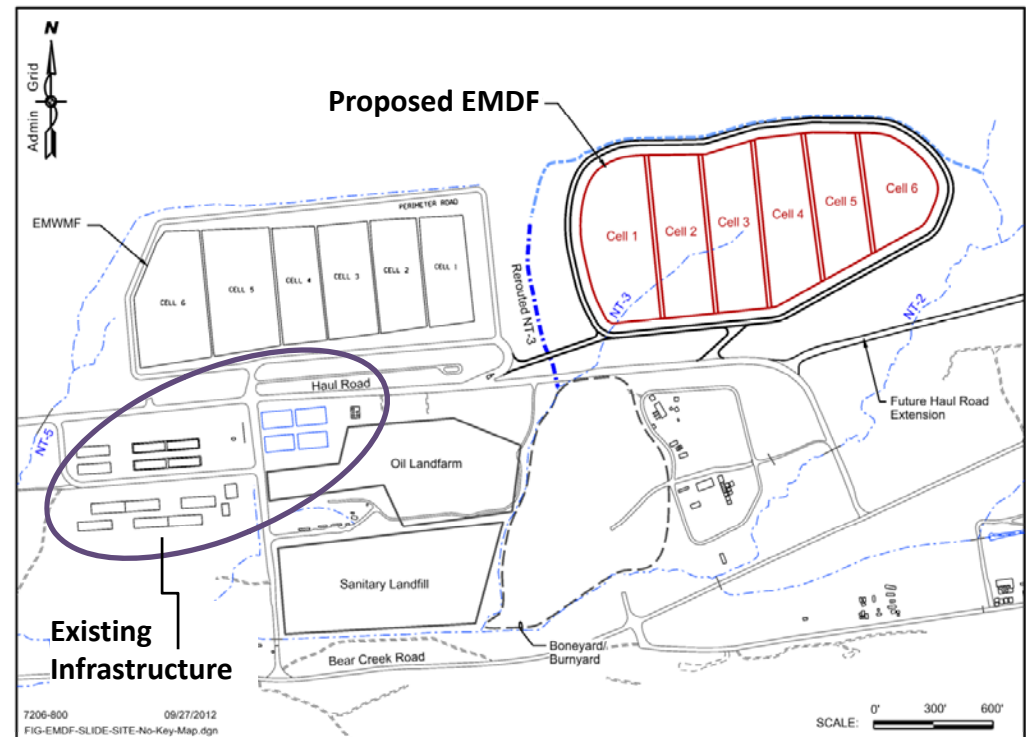 N
Admin Grid
Proposed EMDF
EMWMF
PERIMETER ROAD
CELL 6
CELL 5
CELL 4
CELL 3
CELL 2
CELL 1
Cell 1
Cell 2
Cell 3
Cell 4
Cell 5
Cell 6
Rerouted NT-3
NT-3
NT-2
Haul Road
Future Haul Road
Extension
NT-5
Oil Landfarm
Sanitary Landfill
Existing
Infrastructure
Boneyard/
Burnyard
Bear Creek Road
7206-800 09/27/2012
FIG-EMDF-SLIDE-SITE-No-Key-Map.dgn
SCALE: 0' 300' 600'